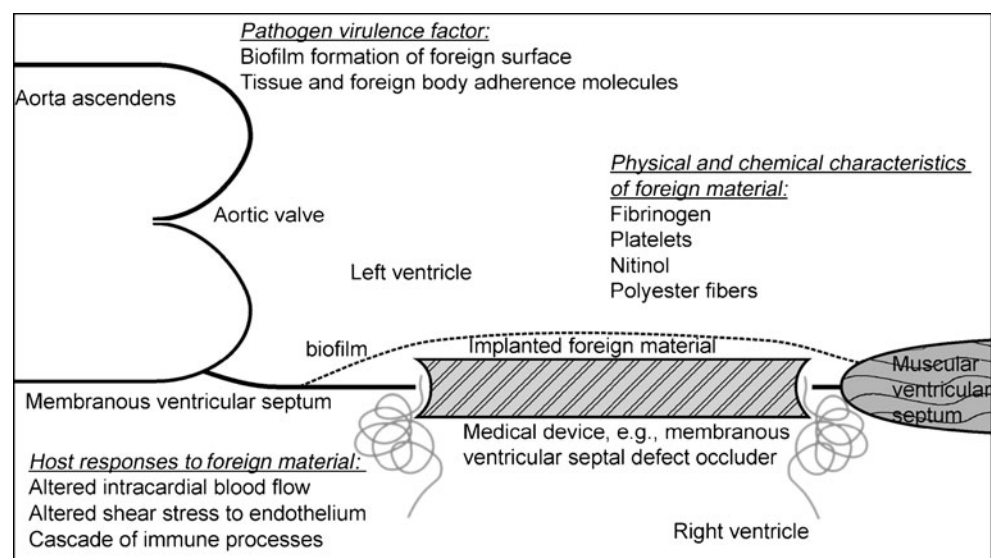 Pathogen virulence factor:
Biofilm formation of foreign surface
Tissue and foreign body adherence molecules
Aorta ascendens
Physical and chemical characteristics
of foreign material:
Fibrinogen
Platelets
Nitinol
Polyester fibers
Aortic valve
Left ventricle
biofilm
Implanted foreign material
Muscular
ventricular
septum
Membranous ventricular septum
Medical device, e.g., membranous
ventricular septal defect occluder
Host responses to foreign material:
Altered intracardial blood flow
Altered shear stress to endothelium
Cascade of immune processes
Right ventricle